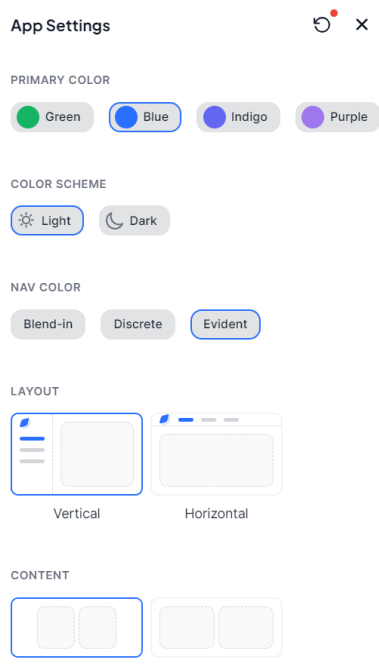 App Settings
PRIMARY COLOR
Green Blue Indigo Purple
COLOR SCHEME
Light Dark
NAV COLOR
Blend-in Discrete Evident
LAYOUT
Vertical Horizontal
CONTENT